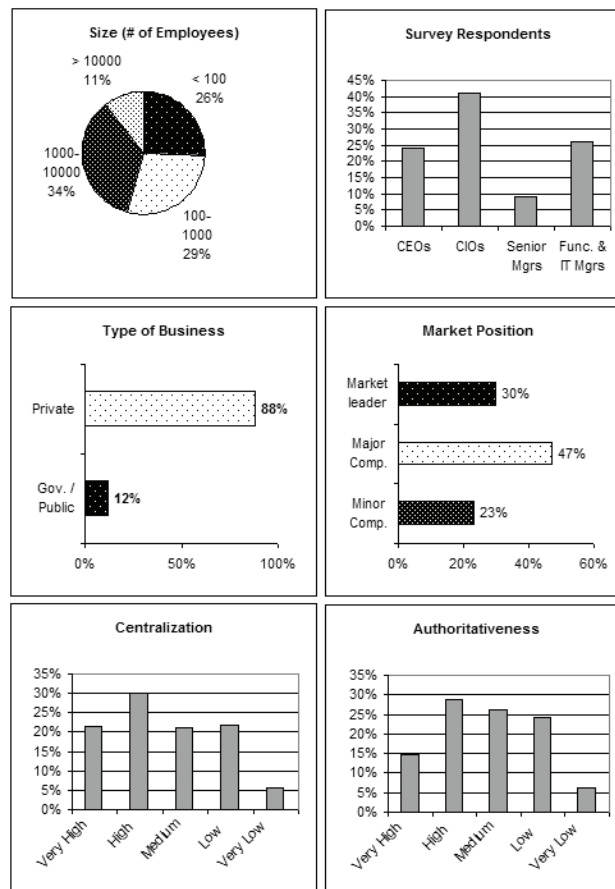 Size (# of Employees)
> 10000
11%
< 100
26%
1000-
10000
34%
100-
1000
29%
Survey Respondents
45%
40%
35%
30%
25%
20%
15%
10%
5%
0%
CEOs
CIOs
Senior
Mgrs
Func. &
IT Mgrs
Type of Business
Private
88%
Gov. /
Public
12%
0%
50%
100%
Market Position
Market
leader
30%
Major
Comp.
47%
Minor
Comp.
23%
0%
20%
40%
60%
Centralization
35%
30%
25%
20%
15%
10%
5%
0%
Very High
High
Medium
Low
Very Low
Authoritativeness
35%
30%
25%
20%
15%
10%
5%
0%
Very High
High
Medium
Low
Very Low